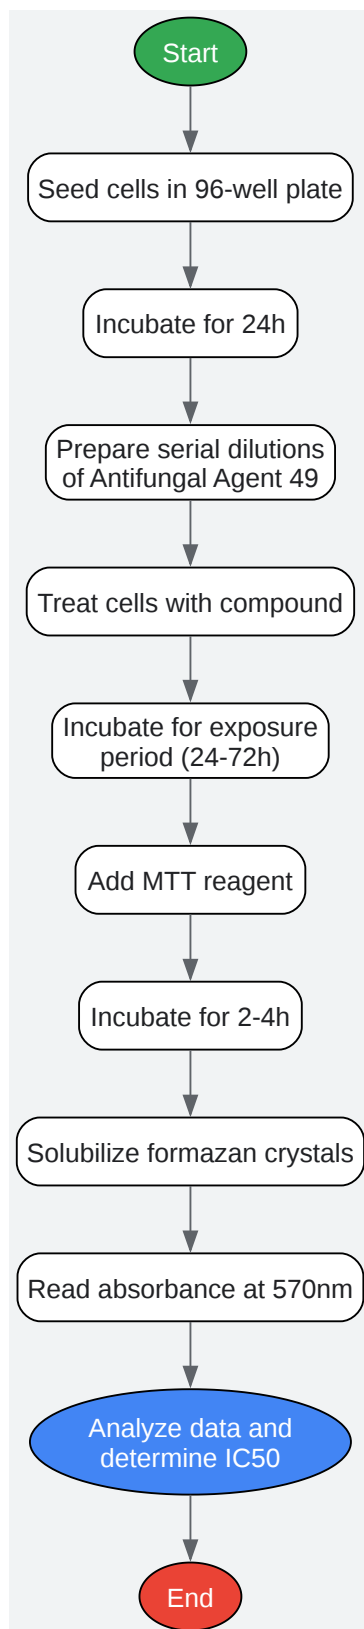 Start
Seed cells in 96-well plate
Incubate for 24h
Prepare serial dilutions
of Antifungal Agent 49
Treat cells with compound
Incubate for exposure
period (24-72h)
Add MTT reagent
Incubate for 2-4h
Solubilize formazan crystals
Read absorbance at 570nm
Analyze data and
determine IC50
End